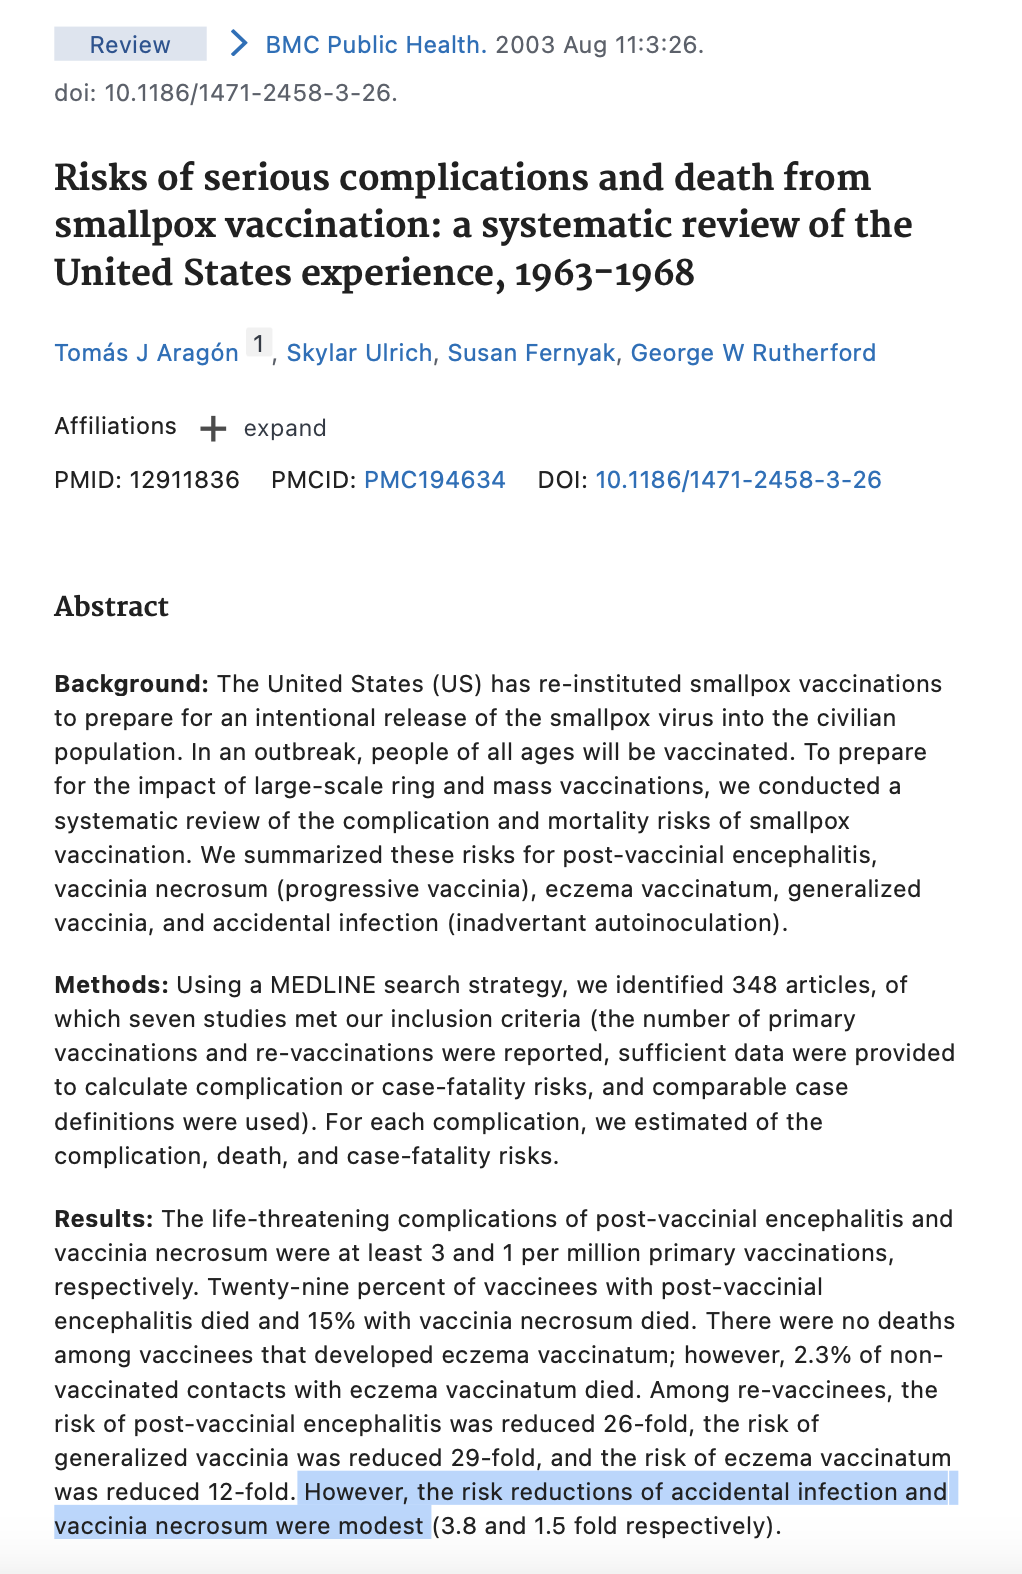 Review > BMC Public Health. 2003 Aug 11:3:26.
doi: 10.1186/1471-2458-3-26.
Risks of serious complications and death from
smallpox vaccination: a systematic review of the
United States experience, 1963-1968
Tomás J Aragón 1, Skylar Ulrich, Susan Fernyak, George W Rutherford
Affiliations + expand
PMID: 12911836 PMCID: PMC194634 DOI: 10.1186/1471-2458-3-26
Abstract
Background: The United States (US) has re-instituted smallpox vaccinations
to prepare for an intentional release of the smallpox virus into the civilian
population. In an outbreak, people of all ages will be vaccinated. To prepare
for the impact of large-scale ring and mass vaccinations, we conducted a
systematic review of the complication and mortality risks of smallpox
vaccination. We summarized these risks for post-vaccinial encephalitis,
vaccinia necrosum (progressive vaccinia), eczema vaccinatum, generalized
vaccinia, and accidental infection (inadvertant autoinoculation).
Methods: Using a MEDLINE search strategy, we identified 348 articles, of
which seven studies met our inclusion criteria (the number of primary
vaccinations and re-vaccinations were reported, sufficient data were provided
to calculate complication or case-fatality risks, and comparable case
definitions were used). For each complication, we estimated of the
complication, death, and case-fatality risks.
Results: The life-threatening complications of post-vaccinial encephalitis and
vaccinia necrosum were at least 3 and 1 per million primary vaccinations,
respectively. Twenty-nine percent of vaccinees with post-vaccinial
encephalitis died and 15% with vaccinia necrosum died. There were no deaths
among vaccinees that developed eczema vaccinatum; however, 2.3% of non-
vaccinated contacts with eczema vaccinatum died. Among re-vaccinees, the
risk of post-vaccinial encephalitis was reduced 26-fold, the risk of
generalized vaccinia was reduced 29-fold, and the risk of eczema vaccinatum
was reduced 12-fold. However, the risk reductions of accidental infection and
vaccinia necrosum were modest (3.8 and 1.5 fold respectively).